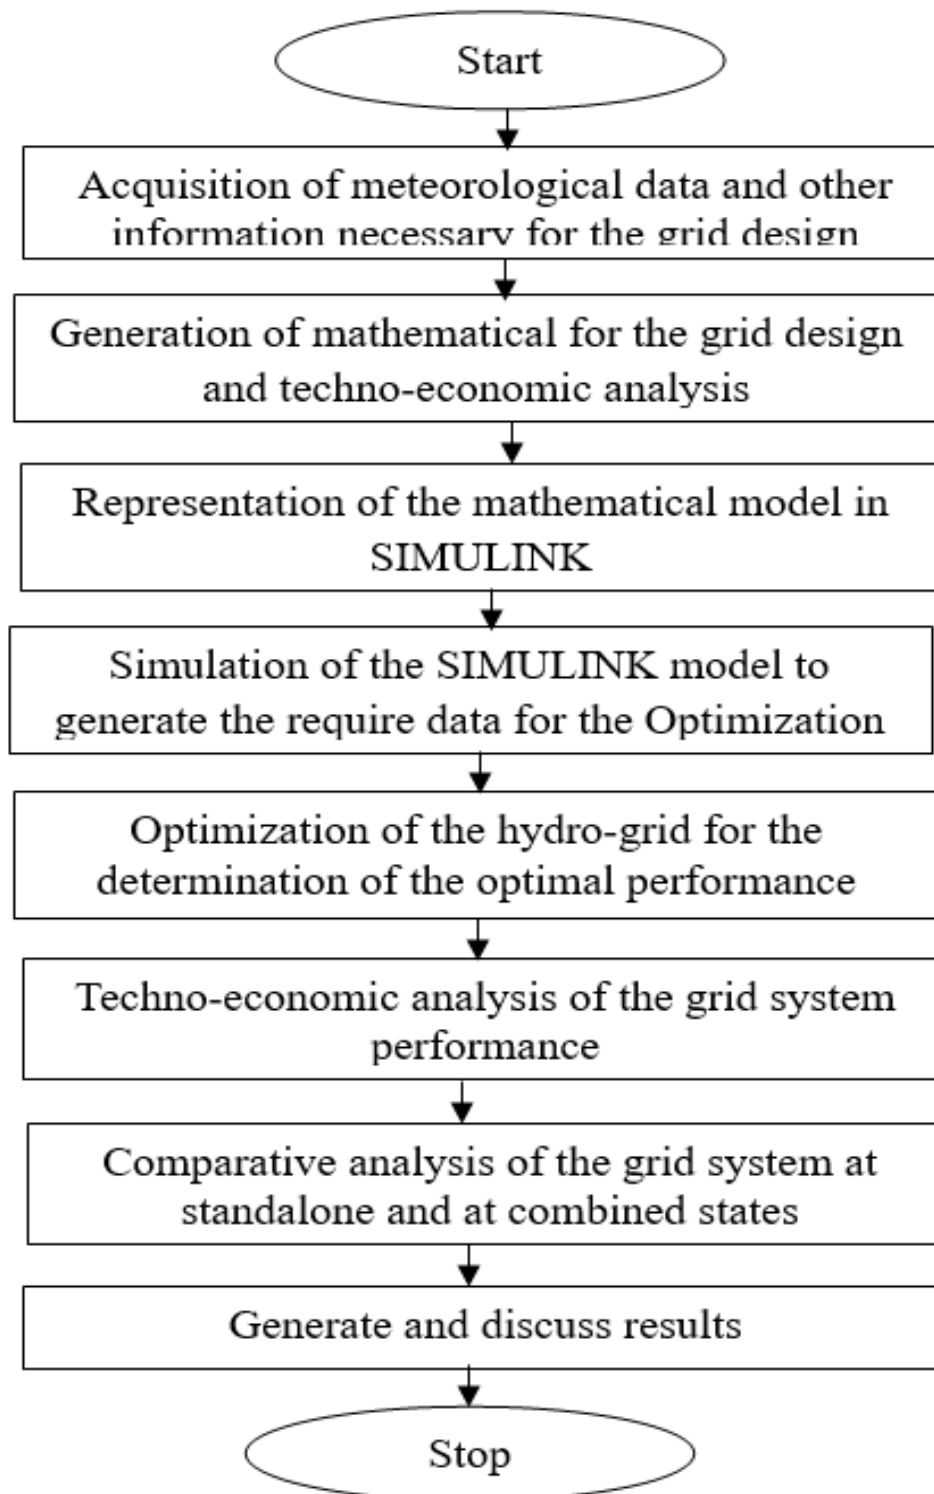 Start
Acquisition of meteorological data and other
information necessary for the grid design
Generation of mathematical for the grid design
and techno-economic analysis
Representation of the mathematical model in
SIMULINK
Simulation of the SIMULINK model to
generate the require data for the Optimization
Optimization of the hydro-grid for the
determination of the optimal performance
Techno-economic analysis of the grid system
performance
Comparative analysis of the grid system at
standalone and at combined states
Generate and discuss results
Stop